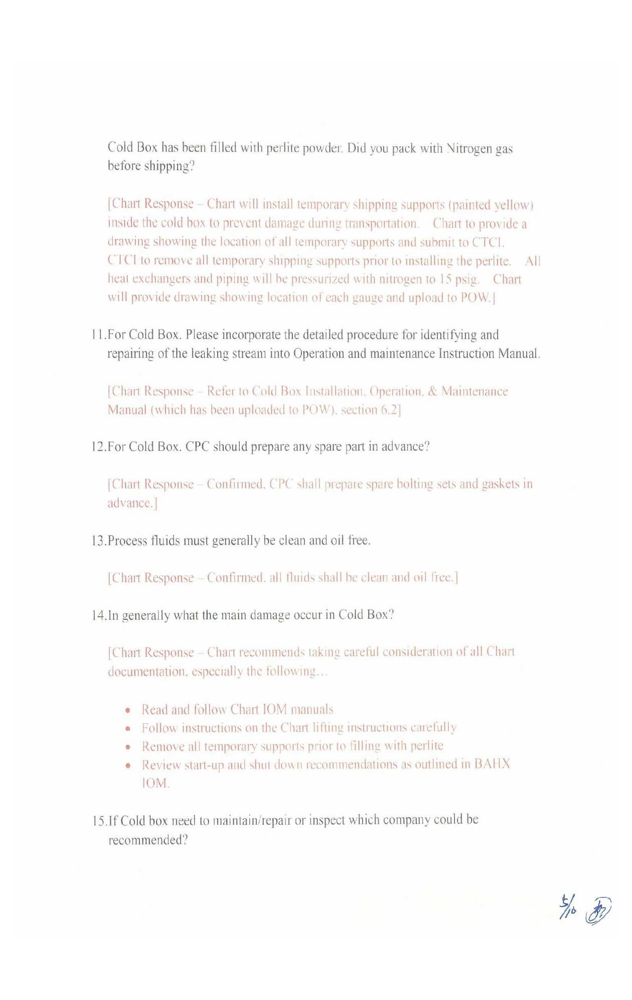 Cold Box has been filled with perlite powder. Did you pack with Nitrogen gas
before shipping?
[Chart Response – Chart will install temporary shipping supports (painted yellow)
inside the cold box to prevent damage during transportation. Chart to provide a
drawing showing the location of all temporary supports and submit to CTCI.
CTCI to remove all temporary shipping supports prior to installing the perlite. All
heat exchangers and piping will be pressurized with nitrogen to 15 psig. Chart
will provide drawing showing location of each gauge and upload to POW.]
11.For Cold Box. Please incorporate the detailed procedure for identifying and
repairing of the leaking stream into Operation and maintenance Instruction Manual.
[Chart Response – Refer to Cold Box Installation, Operation, & Maintenance
Manual (which has been uploaded to POW), section 6.2]
12.For Cold Box. CPC should prepare any spare part in advance?
[Chart Response – Confirmed, CPC shall prepare spare bolting sets and gaskets in
advance.]
13.Process fluids must generally be clean and oil free.
[Chart Response – Confirmed, all fluids shall be clean and oil free.]
14.In generally what the main damage occur in Cold Box?
[Chart Response – Chart recommends taking careful consideration of all Chart
documentation, especially the following…
• Read and follow Chart IOM manuals
• Follow instructions on the Chart lifting instructions carefully
• Remove all temporary supports prior to filling with perlite
• Review start-up and shut down recommendations as outlined in BAHX
IOM.
15.If Cold box need to maintain/repair or inspect which company could be
recommended?
5/10